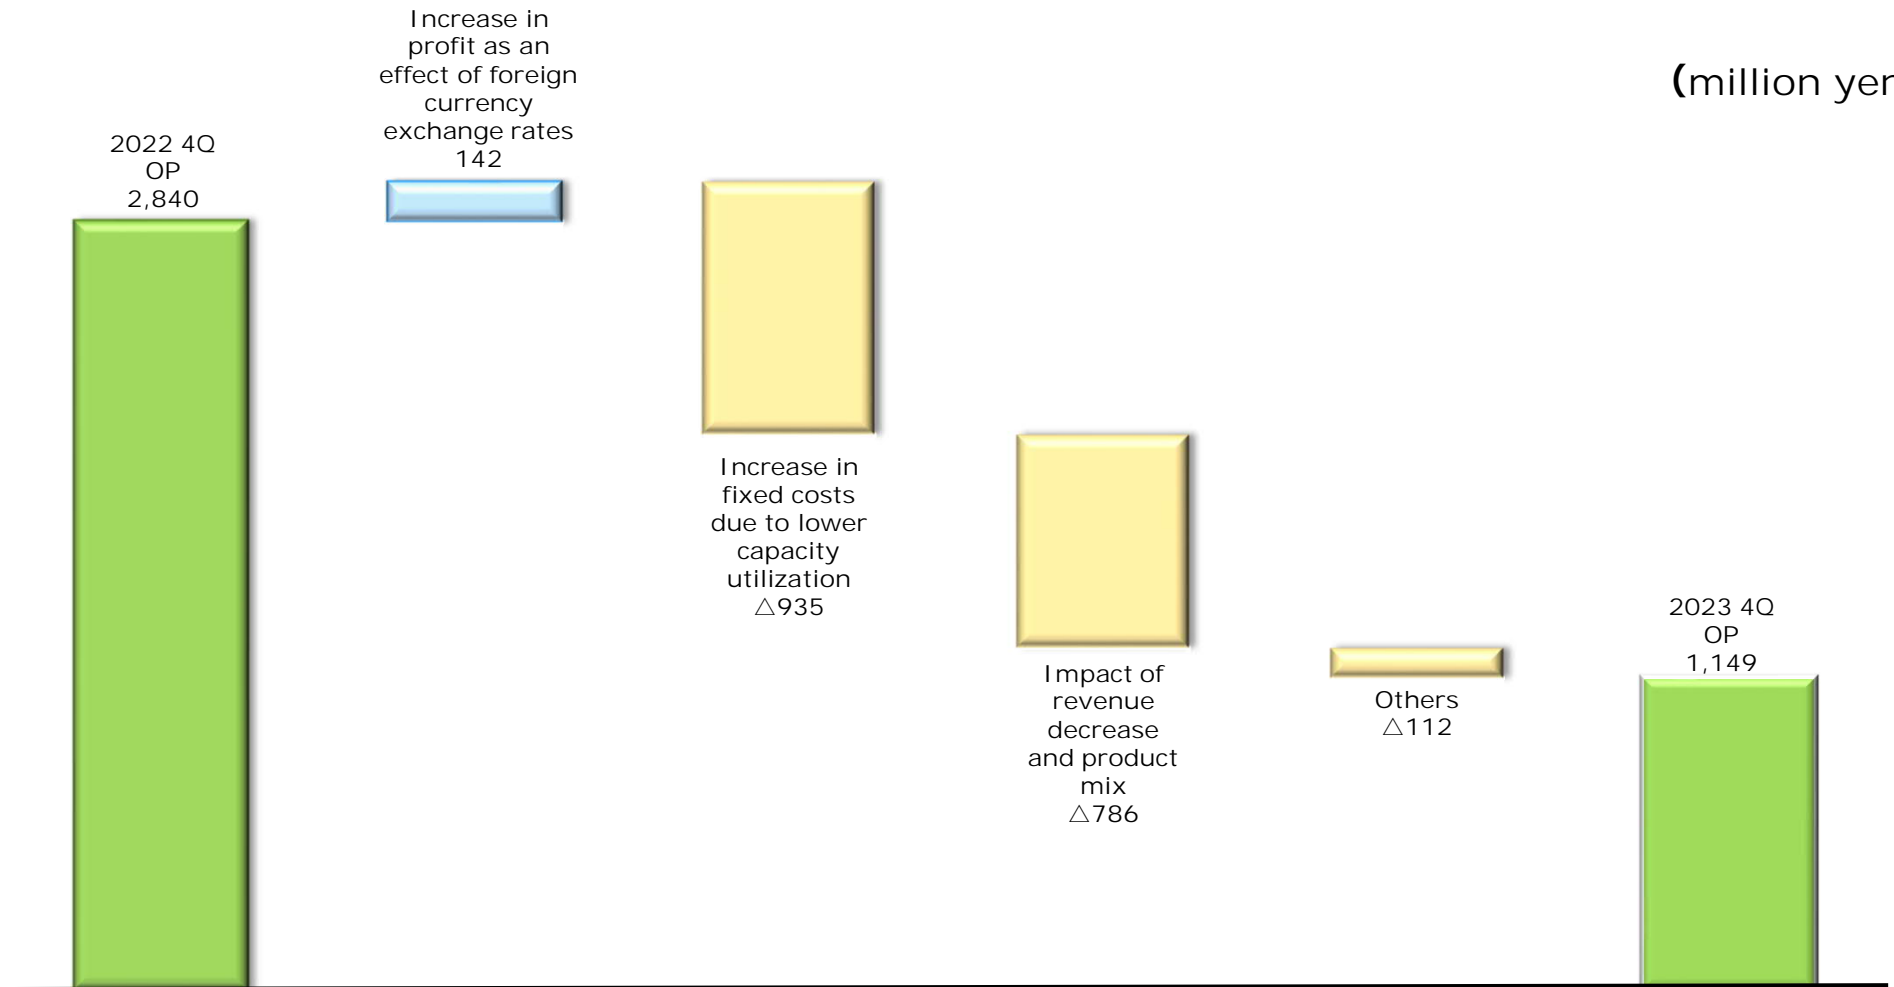 Increase in
profit as an
effect of foreign
currency
exchange rates
142
(million yen
2022 4Q
OP
2,840
Increase in
fixed costs
due to lower
capacity
utilization
△935
Impact of
revenue
decrease
and product
mix
△786
Others
△112
2023 4Q
OP
1,149